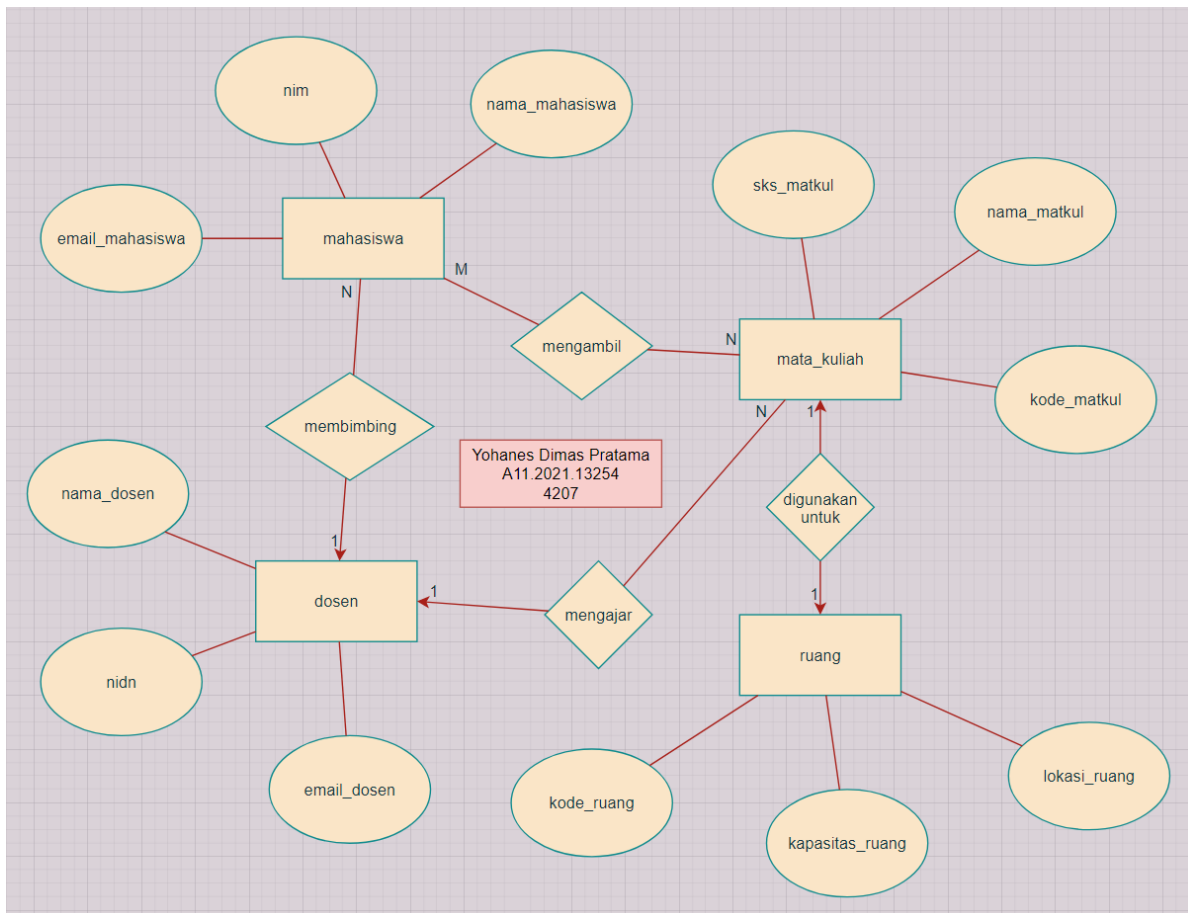 nim
nama_mahasiswa
email_mahasiswa
mahasiswa
sks_matkul
nama_matkul
M
N
mengambil
N
mata_kuliah
kode_matkul
membimbing
N
1
Yohanes Dimas Pratama
A11.2021.13254
4207
nama_dosen
digunakan
untuk
1
dosen
1
mengajar
1
ruang
nidn
email_dosen
kode_ruang
kapasitas_ruang
lokasi_ruang